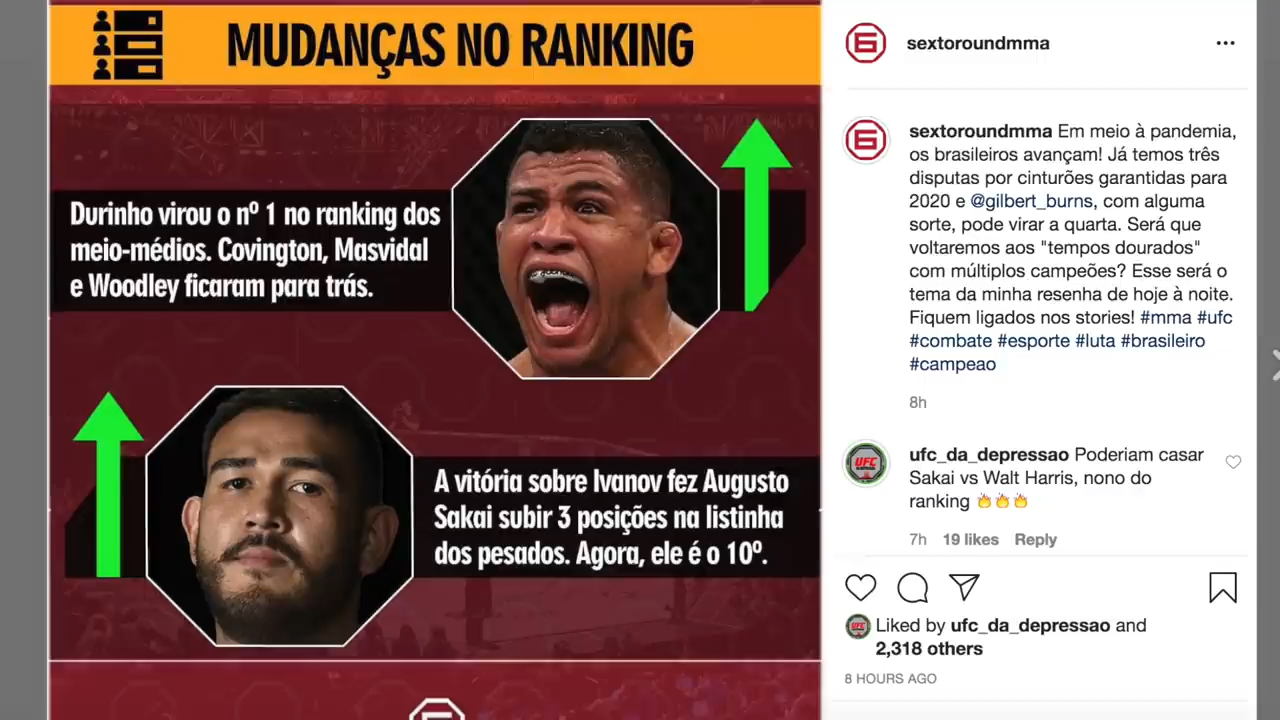 MUDANÇAS NO RANKING
Durinho virou o nº 1 no ranking dos
meio-médios. Covington, Masvidal
e Woodley ficaram para trás.
A vitória sobre Ivanov fez Augusto
Sakai subir 3 posições na listinha
dos pesados. Agora, ele é o 10º.
sextoroundmma
sextoroundmma Em meio à pandemia,
os brasileiros avançam! Já temos três
disputas por cinturões garantidas para
2020 e @gilbert_burns, com alguma
sorte, pode virar a quarta. Será que
voltaremos aos "tempos dourados"
com múltiplos campeões? Esse será o
tema da minha resenha de hoje à noite.
Fiquem ligados nos stories! #mma #ufc
#combate #esporte #luta #brasileiro
#campeao
8h
UFC
ufc_da_depressao Poderiam casar
Sakai vs Walt Harris, nono do
ranking 🔥🔥🔥
7h 19 likes Reply
Liked by ufc_da_depressao and
2,318 others
8 HOURS AGO